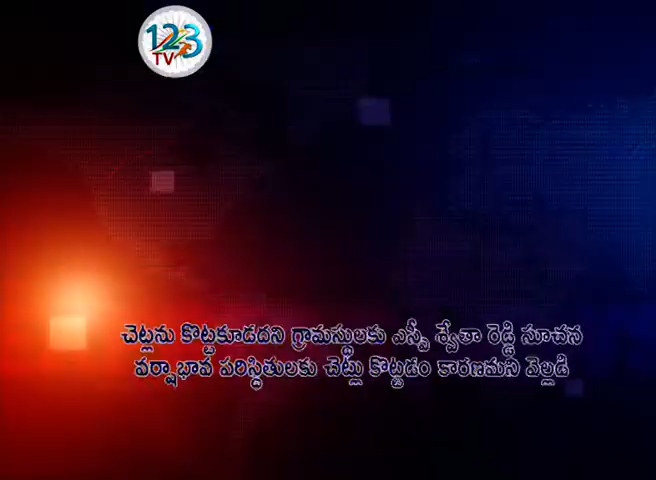 123
TV
చెట్లను కొట్టకూడదని గ్రామస్థులకు ఎస్పీ శ్వేతా రెడ్డి సూచన
వర్షాభావ పరిస్థితులకు చెట్లు కొట్టడం కారణమని వెల్లడి